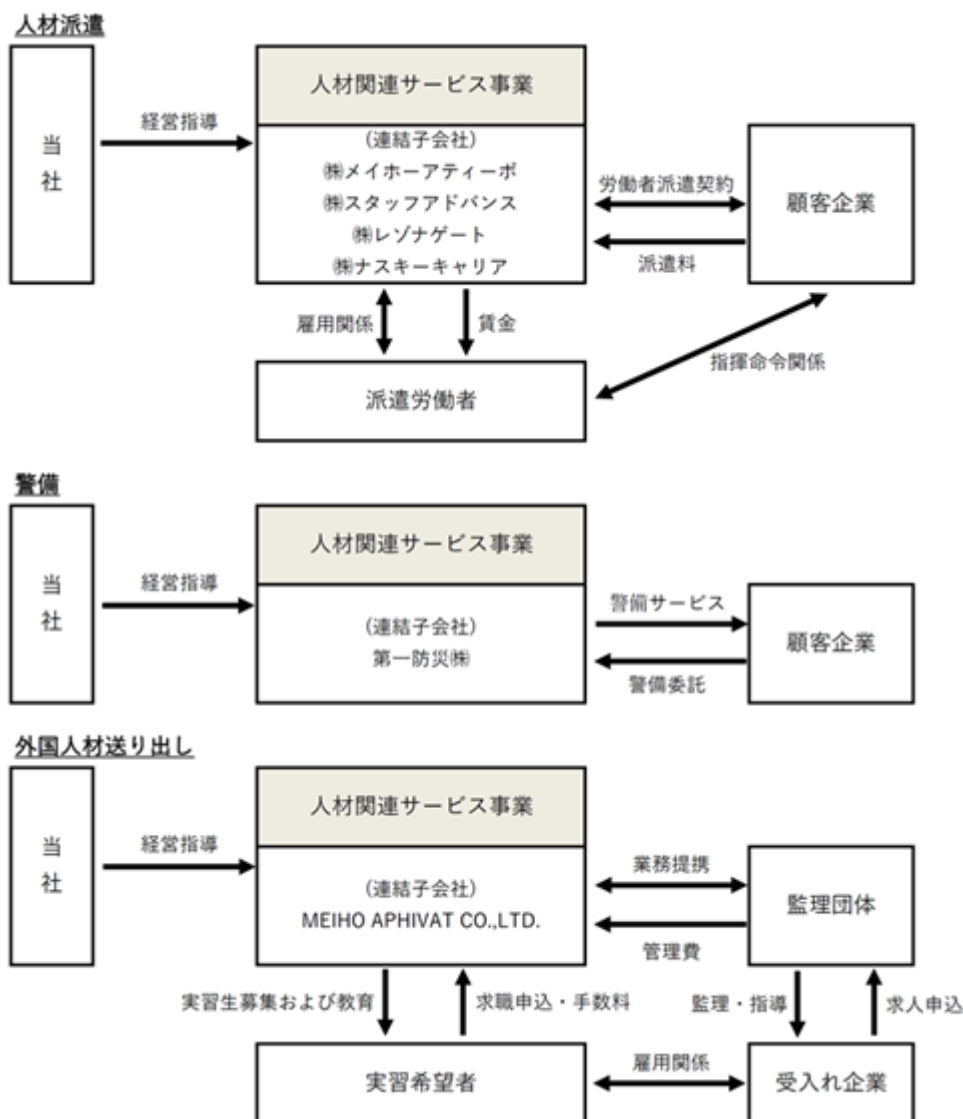 人材派遣
当
社
経営指導
人材関連サービス事業
(連結子会社)
㈱メイホーアティーボ
㈱スタッフアドバンス
㈱レゾナゲート
㈱ナスキーキャリア
労働者派遣契約
派遣料
顧客企業
雇用関係
賃金
指揮命令関係
派遣労働者
警備
当
社
経営指導
人材関連サービス事業
(連結子会社)
第一防災㈱
警備サービス
警備委託
顧客企業
外国人材送り出し
当
社
経営指導
人材関連サービス事業
(連結子会社)
MEIHO APHIVAT CO.,LTD.
業務提携
管理費
監理団体
実習生募集および教育
求職申込・手数料
監理・指導
求人申込
実習希望者
雇用関係
受入れ企業